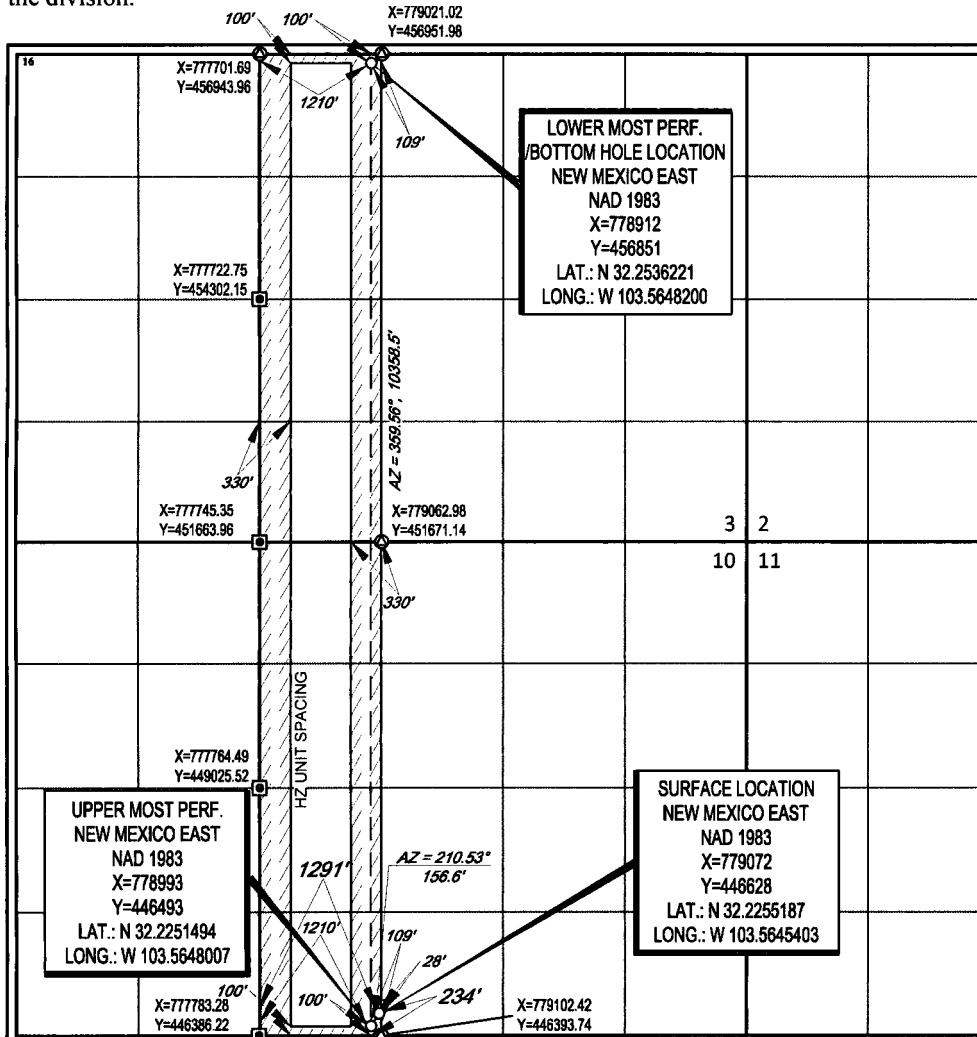 the division.
100'
100'
X=779021.02
Y=456951.98
16
X=777701.69
Y=456943.96
1210'
109'
LOWER MOST PERF.
/BOTTOM HOLE LOCATION
NEW MEXICO EAST
NAD 1983
X=778912
Y=456851
LAT.: N 32.2536221
LONG.: W 103.5648200
X=777722.75
Y=454302.15
AZ = 359.56°, 10358.5'
330'
X=777745.35
Y=451663.96
X=779062.98
Y=451671.14
3
2
10
11
330'
HZ UNIT SPACING
X=777764.49
Y=449025.52
UPPER MOST PERF.
NEW MEXICO EAST
NAD 1983
X=778993
Y=446493
LAT.: N 32.2251494
LONG.: W 103.5648007
SURFACE LOCATION
NEW MEXICO EAST
NAD 1983
X=779072
Y=446628
LAT.: N 32.2255187
LONG.: W 103.5645403
AZ = 210.53°
156.6'
1291'
1210'
109'
28'
100'
100'
234'
X=777783.28
Y=446386.22
X=779102.42
Y=446393.74